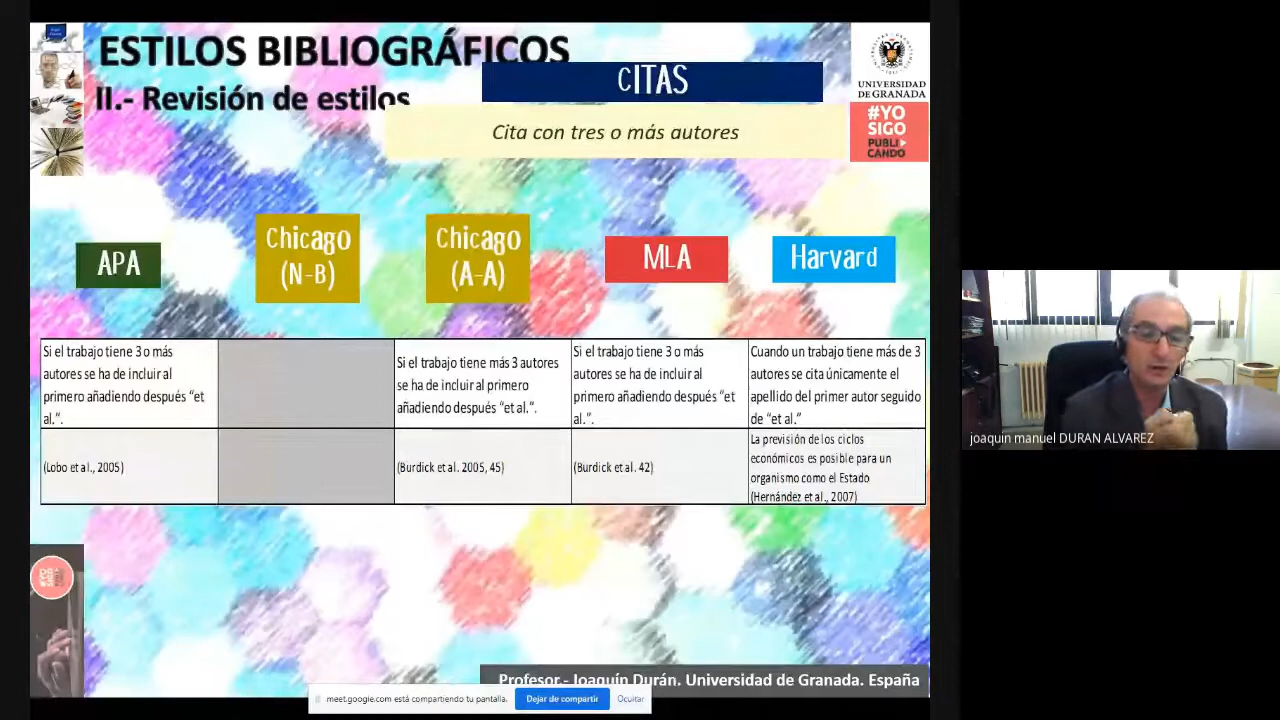 ESTILOS BIBLIOGRÁFICOS
II.- Revisión de estilos
CITAS
Cita con tres o más autores
UNIVERSIDAD
DE GRANADA
#YO
SIGO
PUBLI
CANDO
APA
Chicago
(N-B)
Chicago
(A-A)
MLA
Harvard
Si el trabajo tiene 3 o más
autores se ha de incluir al
primero añadiendo después "et
al.".
Si el trabajo tiene más 3 autores
se ha de incluir al primero
añadiendo después "et al.".
Si el trabajo tiene 3 o más
autores se ha de incluir al
primero añadiendo después "et
al.".
Cuando un trabajo tiene más de 3
autores se cita únicamente el
apellido del primer autor seguido
de "et al."
(Lobo et al., 2005)
(Burdick et al. 2005, 45)
(Burdick et al. 42)
La previsión de los ciclos
económicos es posible para un
organismo como el Estado
(Hernández et al., 2007)
joaquin manuel DURAN ALVAREZ
Profesor.- Joaquín Durán. Universidad de Granada. España
meet.google.com está compartiendo tu pantalla.
Dejar de compartir
Ocultar